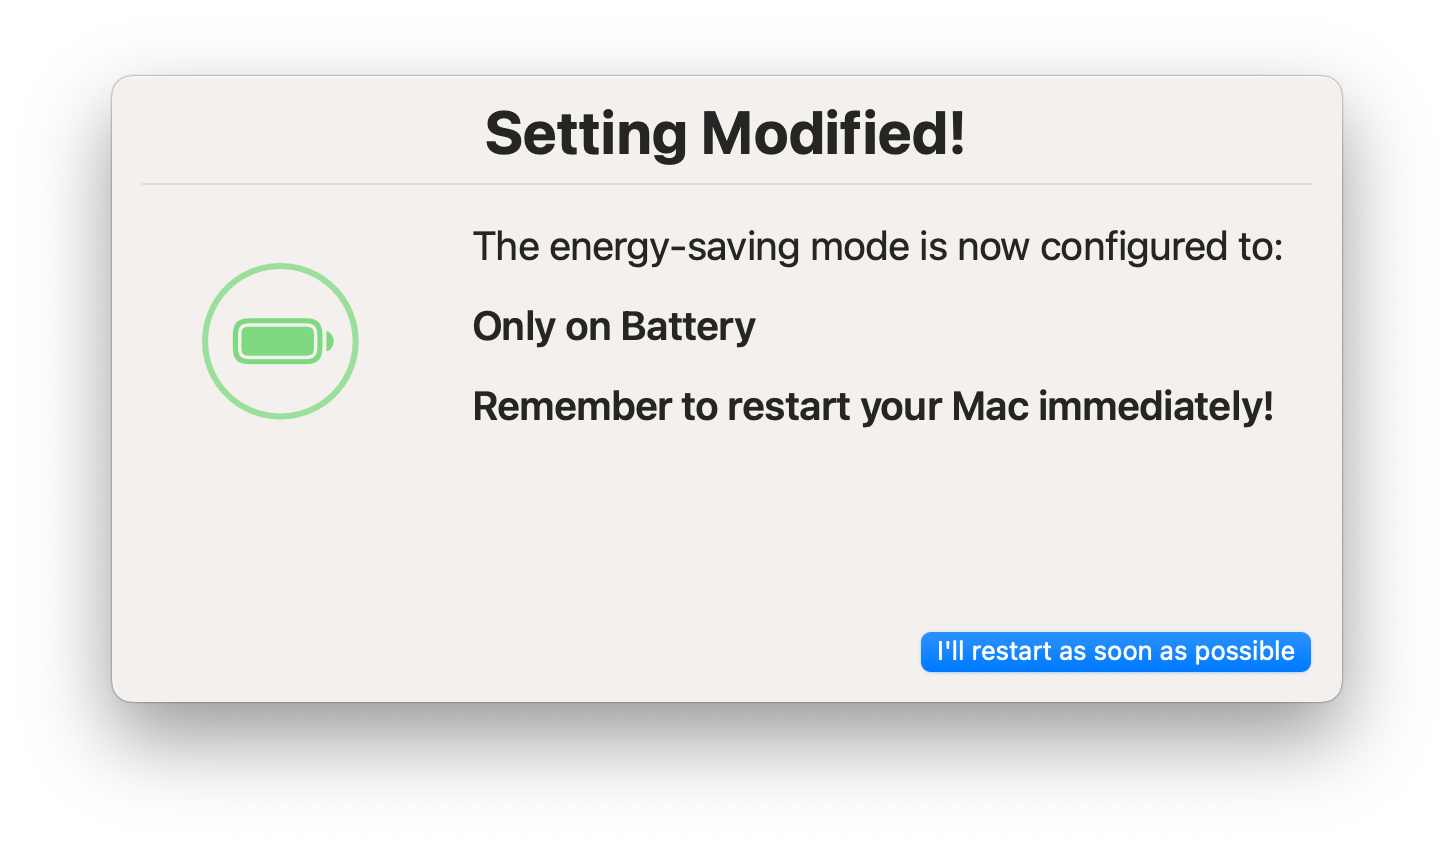 Setting Modified!
The energy-saving mode is now configured to:
Only on Battery
Remember to restart your Mac immediately!
I'll restart as soon as possible